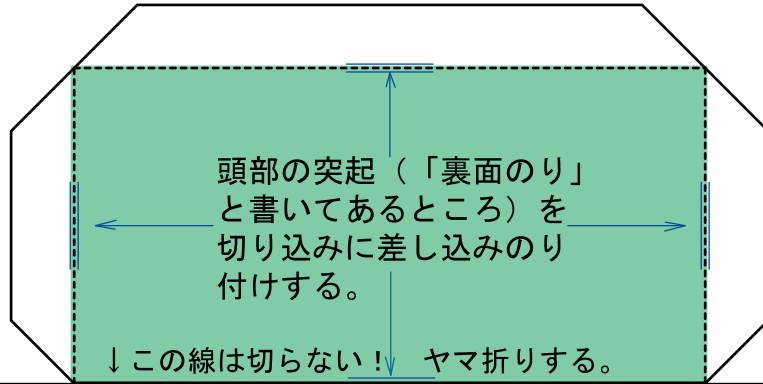 頭部の突起（「裏面のり」
と書いてあるところ）を
切り込みに差し込みのり
付けする。
↓この線は切らない！　ヤマ折りする。